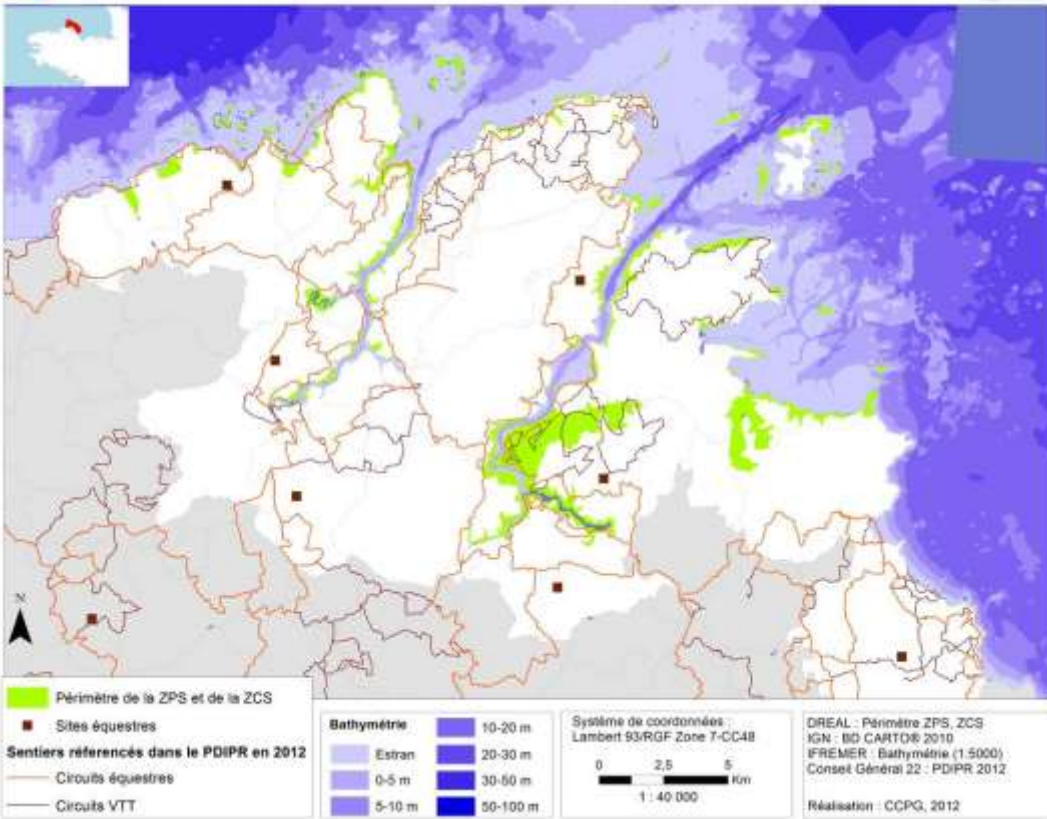 N
Périmètre de la ZPS et de la ZCS
Sites équestres
Sentiers référencés dans le PDIPR en 2012
Circuits équestres
Circuits VTT
Bathymétrie
Estran
0-5 m
5-10 m
10-20 m
20-30 m
30-50 m
50-100 m
Système de coordonnées :
Lambert 93/RGF Zone 7-CC48
0 2,5 5
Km
1 : 40 000
DREAL : Périmètre ZPS, ZCS
IGN : BD CARTO® 2010
IFREMER : Bathymétrie (1.5000)
Conseil Général 22 : PDIPR 2012
Réalisation : CCPG, 2012